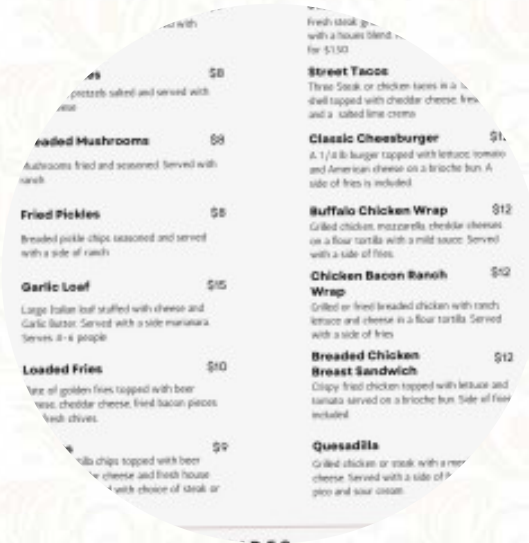 with
$8
pretzels salted and served with
Mushrooms $8
Mushrooms fried and seasoned. Served with
ranch
Fried Pickles $8
Breaded pickle chips seasoned and served
with a side of ranch
Garlic Loaf $15
Large Italian loaf stuffed with cheese and
Garlic Butter. Served with a side marinara.
Serves 4-6 people
Loaded Fries $10
of golden fries topped with beer
cheddar cheese, fried bacon pieces
fresh chives
$9
chips topped with beer
cheese and fresh house
with choice of steak or
Fresh steak
with a houes blend
for $1.50
Street Tacos
Three Steak or chicken tacos in a
shell topped with cheddar cheese,
and a salted lime crema
Classic Cheesburger
A 1/4 lb burger topped with lettuce, tomato
and American cheese on a brioche bun. A
side of fries is included
Buffalo Chicken Wrap $12
Grilled chicken, mozzarella, cheddar cheeses
on a flour tortilla with a mild sauce. Served
with a side of fries
Chicken Bacon Ranch $12
Wrap
Grilled or fried breaded chicken with ranch,
lettuce and cheese in a flour tortilla. Served
with a side of fries
Breaded Chicken $12
Breast Sandwich
Crispy fried chicken topped with lettuce and
tomato served on a brioche bun. Side of fries
included
Quesadilla
Grilled chicken or steak with a
cheese. Served with a side of
pico and sour cream